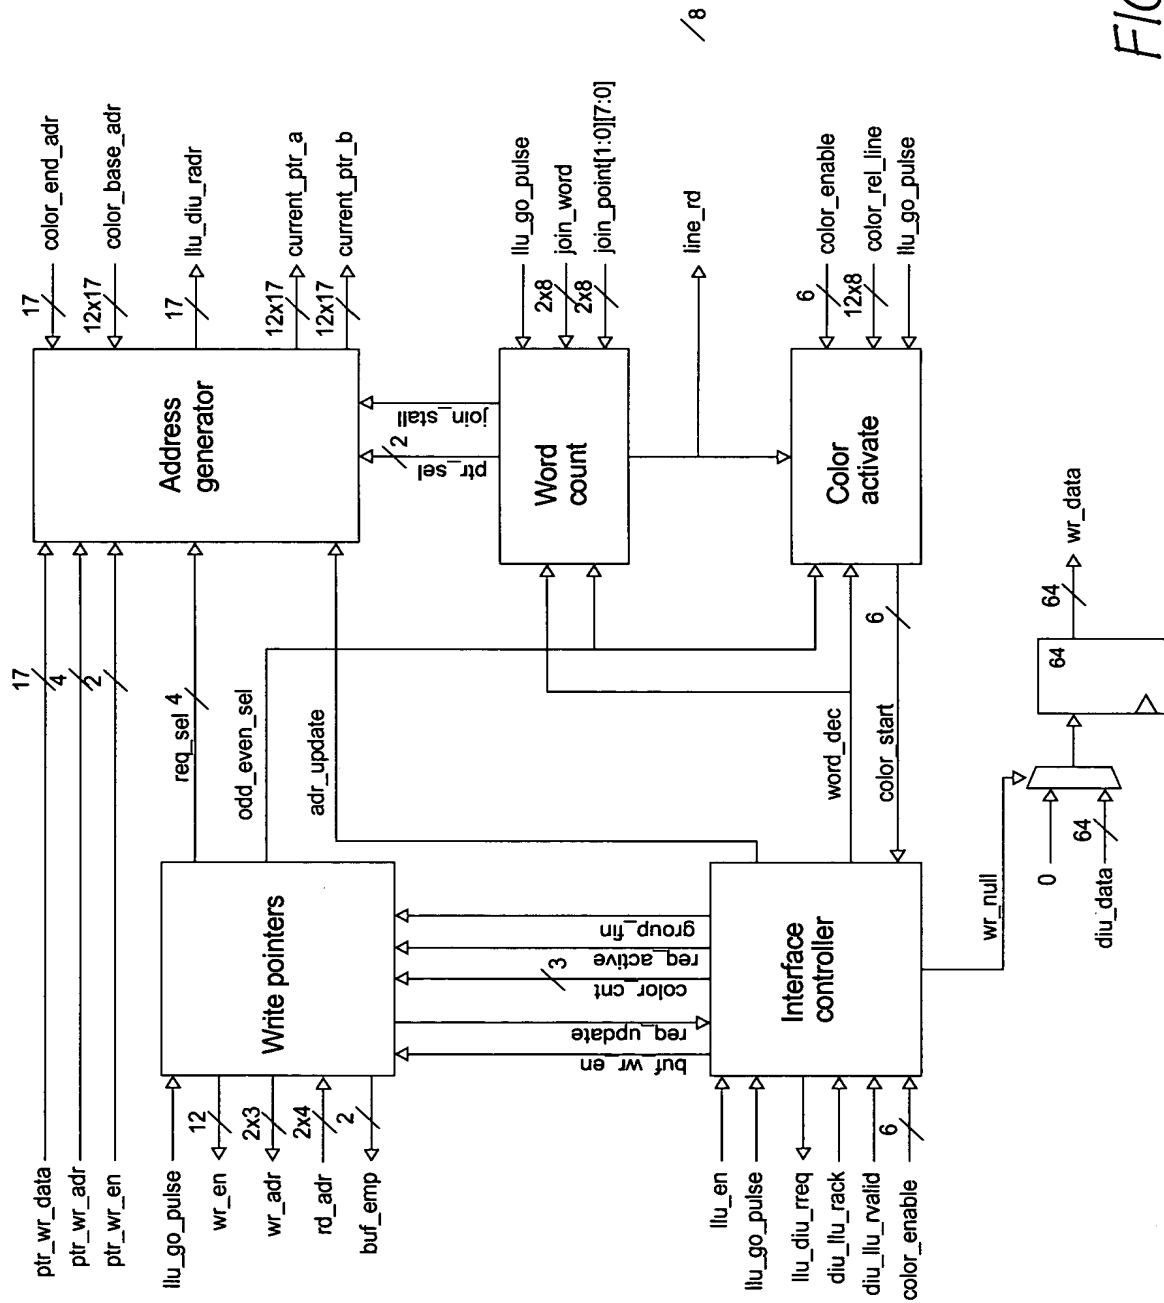 ptr_wr_data
17
ptr_wr_adr
4
ptr_wr_en
2
llu_go_pulse
wr_en
12
wr_adr
2x3
rd_adr
2x4
buf_emp
2
Write pointers
req_sel
4
odd_even_sel
adr_update
Address
generator
17
color_end_adr
12x17
color_base_adr
17
llu_diu_radr
12x17
current_ptr_a
12x17
current_ptr_b
ptr_sel
2
join_stall
buf_wr_en
req_update
color_cnt
3
req_active
group_fin
Word
count
llu_go_pulse
2x8
join_word
2x8
join_point[1:0][7:0]
line_rd
8
llu_en
llu_go_pulse
llu_diu_rreq
diu_llu_rack
diu_llu_rvalid
color_enable
6
Interface
controller
word_dec
color_start
6
Color
activate
6
color_enable
12x8
color_rel_line
llu_go_pulse
wr_null
0
diu_data
64
64
64
wr_data